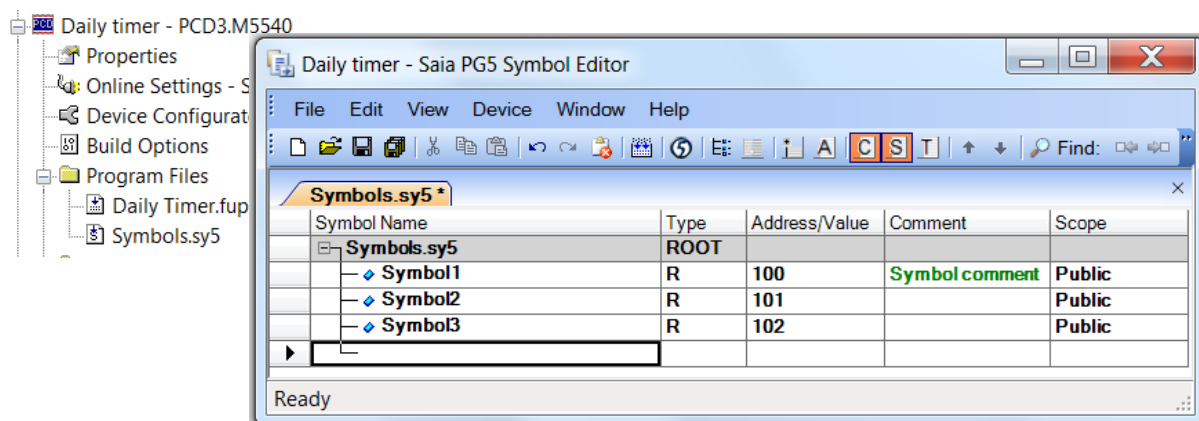 Daily timer - PCD3.M5540
Properties
Online Settings - S
Device Configurat
Build Options
Program Files
Daily Timer.fup
Symbols.sy5
Daily timer - Saia PG5 Symbol Editor
File Edit View Device Window Help
A C S T Find:
Symbols.sy5 *
Symbol Name Type Address/Value Comment Scope
Symbols.sy5 ROOT
Symbol1 R 100 Symbol comment Public
Symbol2 R 101 Public
Symbol3 R 102 Public
Ready